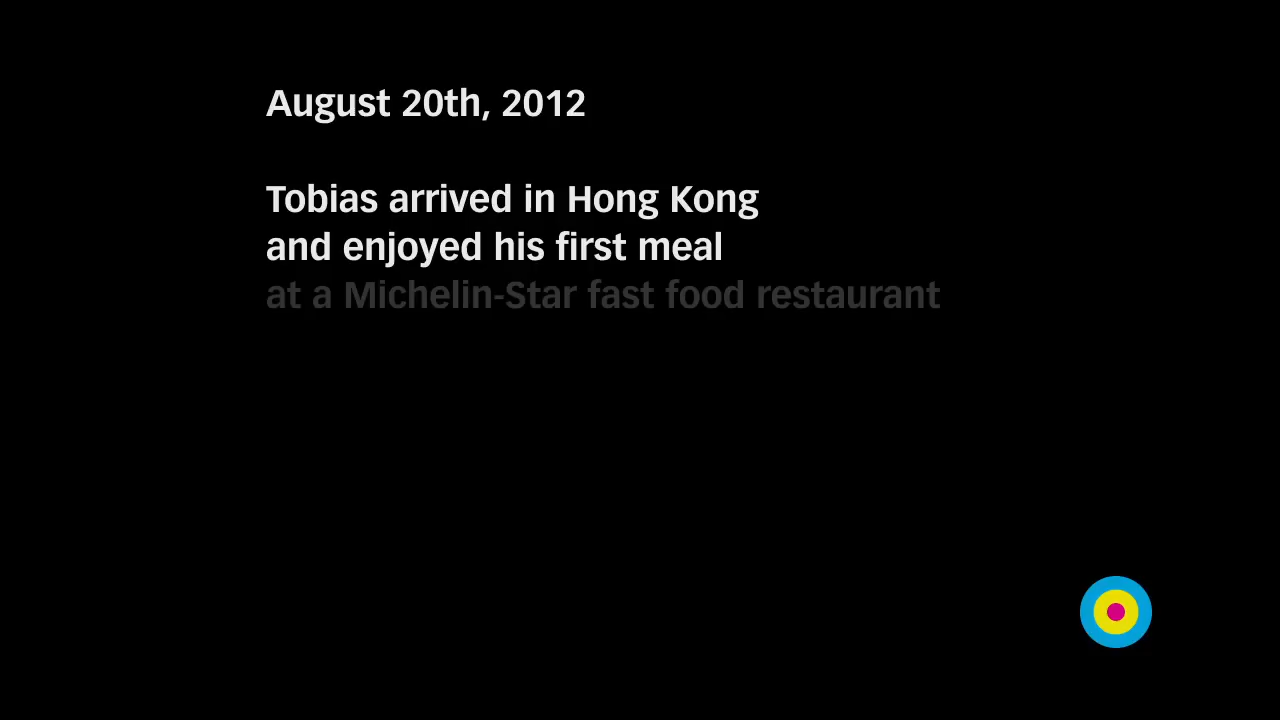 August 20th, 2012
Tobias arrived in Hong Kong
and enjoyed his first meal
at a Michelin-Star fast food restaurant